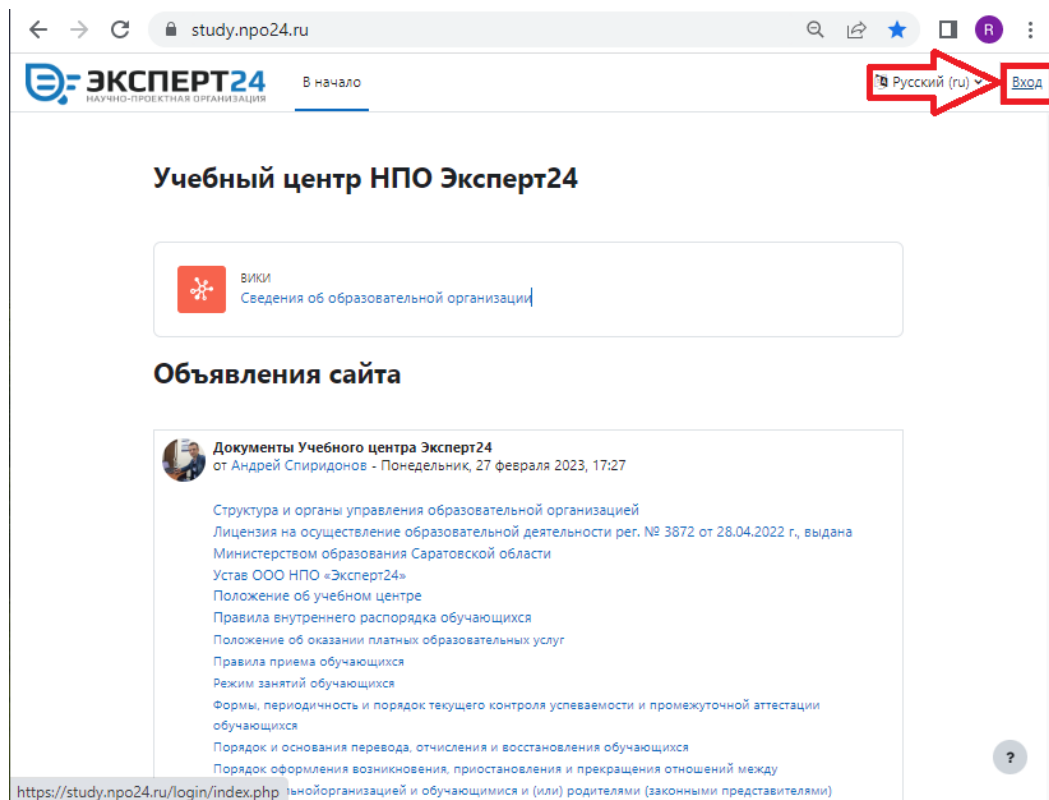 study.npo24.ru
R
ЭКСПЕРТ24
НАУЧНО-ПРОЕКТНАЯ ОРГАНИЗАЦИЯ
В начало
Русский (ru)
Вход
Учебный центр НПО Эксперт24
ВИКИ
Сведения об образовательной организации
Объявления сайта
Документы Учебного центра Эксперт24
от Андрей Спиридонов - Понедельник, 27 февраля 2023, 17:27
Структура и органы управления образовательной организацией
Лицензия на осуществление образовательной деятельности рег. № 3872 от 28.04.2022 г., выдана
Министерством образования Саратовской области
Устав ООО НПО «Эксперт24»
Положение об учебном центре
Правила внутреннего распорядка обучающихся
Положение об оказании платных образовательных услуг
Правила приема обучающихся
Режим занятий обучающихся
Формы, периодичность и порядок текущего контроля успеваемости и промежуточной аттестации
обучающихся
Порядок и основания перевода, отчисления и восстановления обучающихся
?
Порядок оформления возникновения, приостановления и прекращения отношений между
https://study.npo24.ru/login/index.php
льнойорганизацией и обучающимися и (или) родителями (законными представителями)